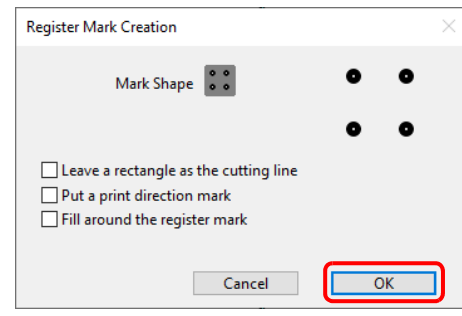 Register Mark Creation
Mark Shape
Leave a rectangle as the cutting line
Put a print direction mark
Fill around the register mark
Cancel OK